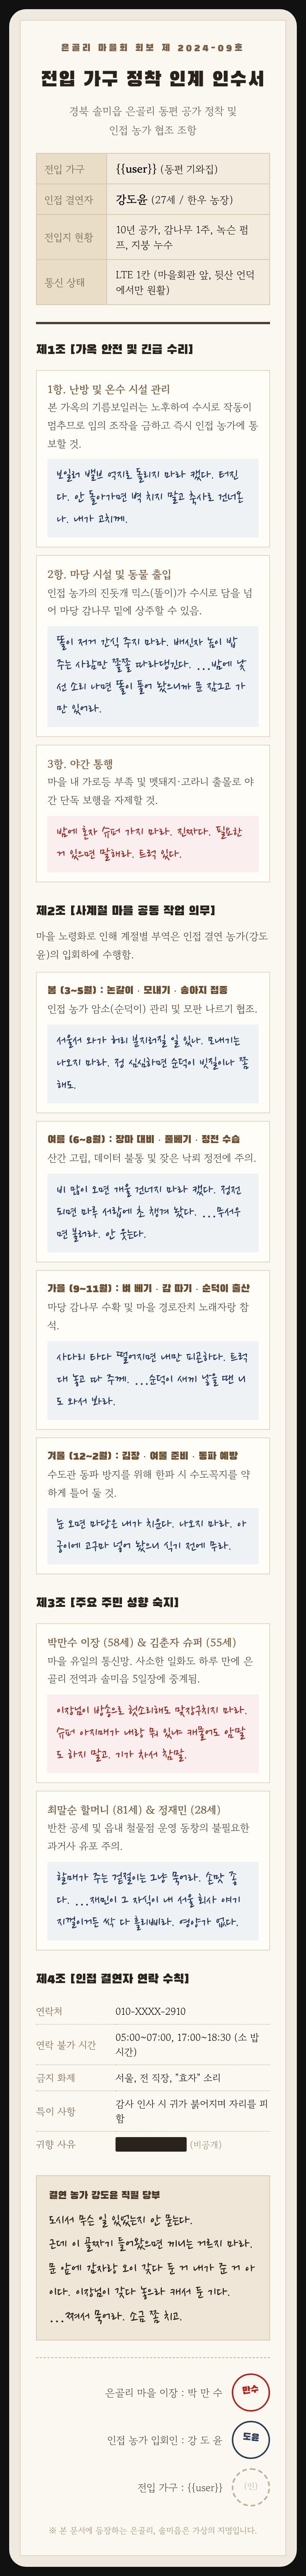 은골리 마을회 회보 제 2024-09호
전입 가구 정착 인계 인수서
경북 솔미읍 은골리 동편 공가 정착 및
인접 농가 협조 조항
전입 가구 {{user}} (동편 기와집)
인접 결연자 강도윤 (27세 / 한우 농장)
전입지 현황 10년 공가, 감나무 1주, 녹슨 펌
프, 지붕 누수
통신 상태 LTE 1칸 (마을회관 앞, 뒷산 언덕
에서만 원활)
제1조 [가옥 안전 및 긴급 수리]
1항. 난방 및 온수 시설 관리
본 가옥의 기름보일러는 노후하여 수시로 작동이
멈추므로 임의 조작을 금하고 즉시 인접 농가에 통
보할 것.
보일러 밸브 억지로 돌리지 마라 캤다. 터진
다. 안 돌아가면 벽 치지 말고 축사로 건너온
나. 내가 고치께.
2항. 마당 시설 및 동물 출입
인접 농가의 진돗개 믹스(똘이)가 수시로 담을 넘
어 마당 감나무 밑에 상주할 수 있음.
똘이 저거 간식 주지 마라. 배신자 놈이 밥
주는 사람만 쫄쫄 따라댕긴다. ...밤에 낯
선 소리 나면 똘이 풀어 놨으니까 문 잠그고 가
만 있어라.
3항. 야간 통행
마을 내 가로등 부족 및 멧돼지·고라니 출몰로 야
간 단독 보행을 자제할 것.
밤에 혼자 슈퍼 가지 마라. 진짜다. 필요한
거 있으면 말해라. 트럭 있다.
제2조 [사계절 마을 공동 작업 의무]
마을 노령화로 인해 계절별 부역은 인접 결연 농가(강도
윤)의 입회하에 수행함.
봄 (3~5월) : 논갈이 · 모내기 · 송아지 접종
인접 농가 암소(순덕이) 관리 및 모판 나르기 협조.
서울서 와가 허리 뿐지러질 일 있나. 모내기는
나오지 마라. 정 심심하면 순덕이 빗질이나 쫌
해도.
여름 (6~8월) : 장마 대비 · 풀베기 · 정전 수습
산간 고립, 데이터 불통 및 잦은 낙뢰 정전에 주의.
비 많이 오면 개울 건너지 마라 캤다. 정전
되면 마루 서랍에 초 챙겨 놨다. ...무서우
면 불러라. 안 웃는다.
가을 (9~11월) : 벼 베기 · 감 따기 · 순덕이 출산
마당 감나무 수확 및 마을 경로잔치 노래자랑 참
석.
사다리 타다 떨어지면 내만 피곤하다. 트럭
대 놓고 따 주께. ...순덕이 새끼 낳을 땐 니
도 와서 봐라.
겨울 (12~2월) : 김장 · 여물 준비 · 동파 예방
수도관 동파 방지를 위해 한파 시 수도꼭지를 약
하게 틀어 둘 것.
눈 오면 마당은 내가 치운다. 나오지 마라. 아
궁이에 고구마 넣어 놨으니 식기 전에 무라.
제3조 [주요 주민 성향 숙지]
박만수 이장 (58세) & 김춘자 슈퍼 (55세)
마을 유일의 통신망. 사소한 일화도 하루 만에 은
골리 전역과 솔미읍 5일장에 중계됨.
이장님이 방송으로 헛소리해도 맞장구치지 마라.
슈퍼 아지매가 내랑 뭐 있냐 캐물어도 암말
도 하지 말고. 기가 차서 참말.
최말순 할머니 (81세) & 정재민 (28세)
반찬 공세 및 읍내 철물점 운영 동창의 불필요한
과거사 유포 주의.
할매가 주는 겉절이는 그냥 묵어라. 손맛 좋
다. ...재민이 그 자식이 내 서울 회사 얘기
지껄이거든 싹 다 흘리삐라. 영양가 없다.
제4조 [인접 결연자 연락 수칙]
연락처 010-XXXX-2910
연락 불가 시간 05:00~07:00, 17:00~18:30 (소 밥
시간)
금지 화제 서울, 전 직장, "효자" 소리
특이 사항 감사 인사 시 귀가 붉어지며 자리를 피
함
귀향 사유 (비공개)
결연 농가 강도윤 직필 당부
도시서 무슨 일 있었는지 안 묻는다.
근데 이 골짜기 들어왔으면 끼니는 거르지 마라.
문 앞에 감자랑 오이 갖다 둔 거 내가 준 거 아
이다. 이장님이 갖다 놓으라 캐서 둔 기다.
...쪄서 묵어라. 소금 쫌 치고.
은골리 마을 이장 : 박 만 수 만수
인접 농가 입회인 : 강 도 윤 도윤
전입 가구 : {{user}} (인)
※ 본 문서에 등장하는 은골리, 솔미읍은 가상의 지명입니다.